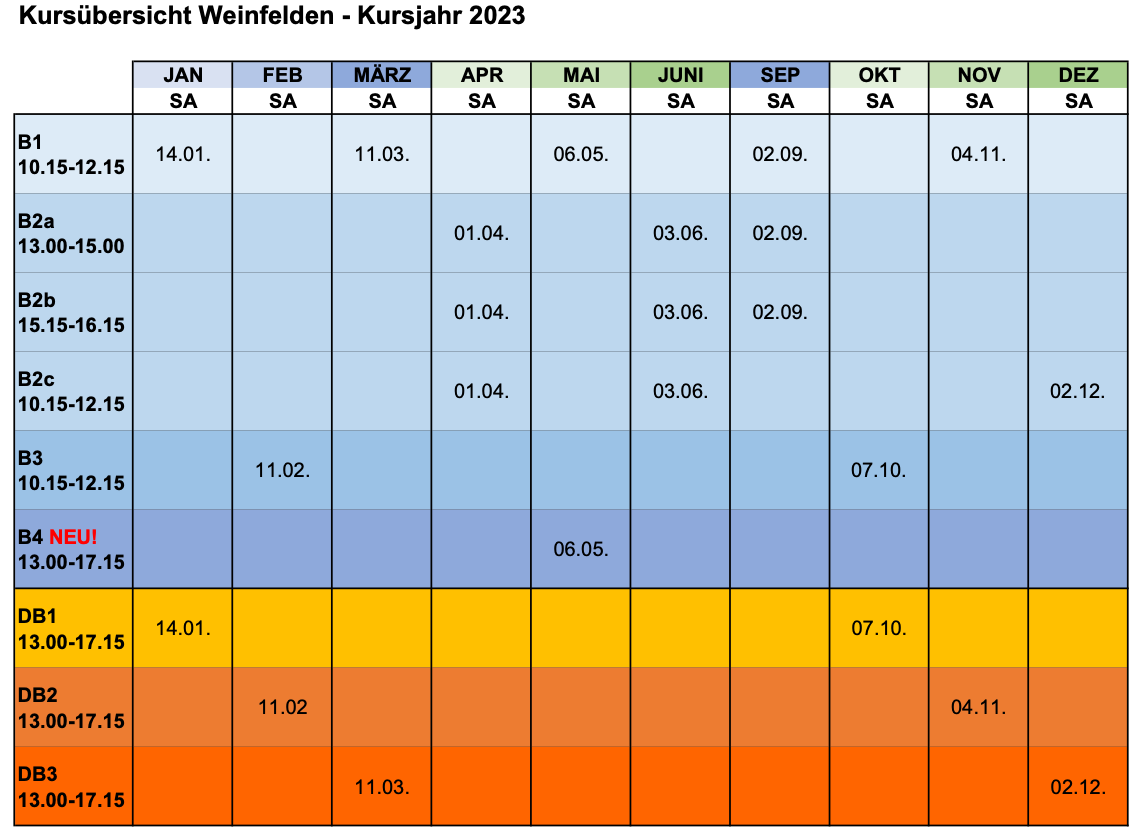 Kursübersicht Weinfelden - Kursjahr 2023
JAN FEB MÄRZ APR MAI JUNI SEP OKT NOV DEZ
SA SA SA SA SA SA SA SA SA SA
B1
10.15-12.15 14.01. 11.03. 06.05. 02.09. 04.11.
B2a
13.00-15.00 01.04. 03.06. 02.09.
B2b
15.15-16.15 01.04. 03.06. 02.09.
B2c
10.15-12.15 01.04. 03.06. 02.12.
B3
10.15-12.15 11.02. 07.10.
B4 NEU!
13.00-17.15 06.05.
DB1
13.00-17.15 14.01. 07.10.
DB2
13.00-17.15 11.02 04.11.
DB3
13.00-17.15 11.03. 02.12.